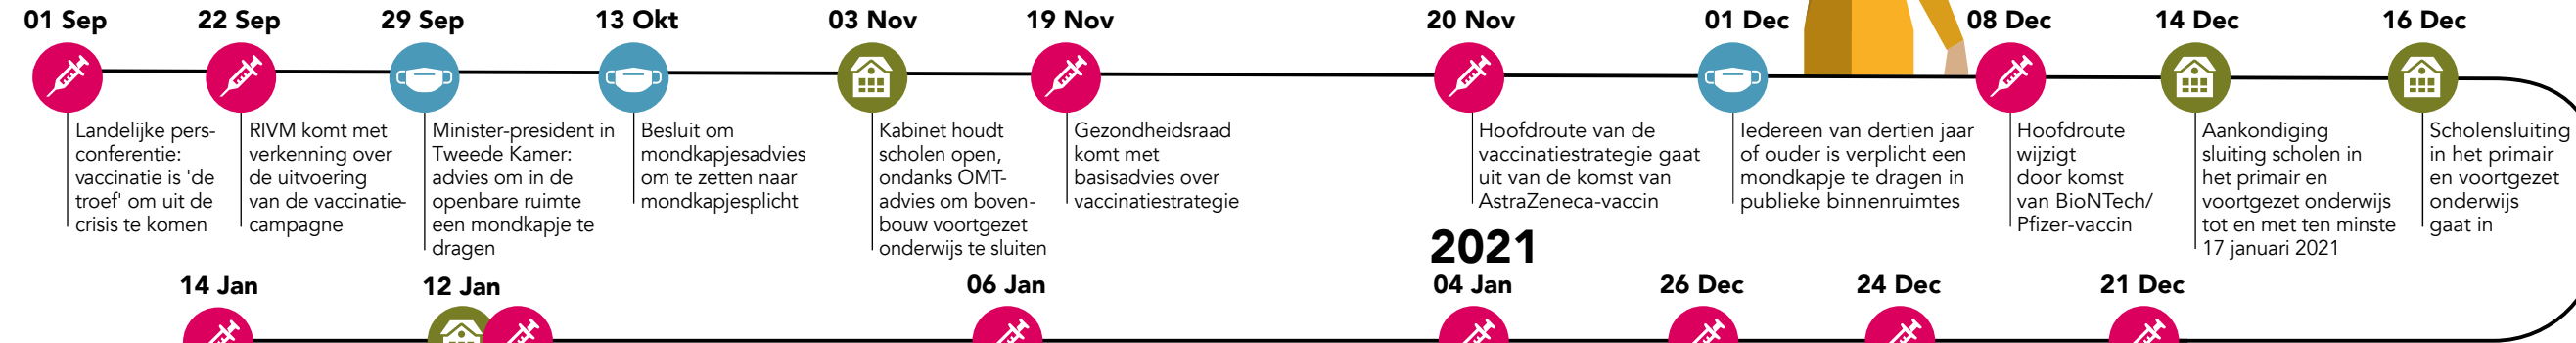 01 Sep
Landelijke pers-
conferentie:
vaccinatie is 'de
troef' om uit de
crisis te komen
22 Sep
RIVM komt met
verkenning over
de uitvoering
van de vaccinatie-
campagne
29 Sep
Minister-president in
Tweede Kamer:
advies om in de
openbare ruimte
een mondkapje te
dragen
13 Okt
Besluit om
mondkapjesadvies
om te zetten naar
mondkapjesplicht
03 Nov
Kabinet houdt
scholen open,
ondanks OMT-
advies om boven-
bouw voortgezet
onderwijs te sluiten
19 Nov
Gezondheidsraad
komt met
basisadvies over
vaccinatiestrategie
20 Nov
Hoofdroute van de
vaccinatiestrategie gaat
uit van de komst van
AstraZeneca-vaccin
01 Dec
Iedereen van dertien jaar
of ouder is verplicht een
mondkapje te dragen in
publieke binnenruimtes
08 Dec
Hoofdroute
wijzigt
door komst
van BioNTech/
Pfizer-vaccin
14 Dec
Aankondiging
sluiting scholen in
het primair en
voortgezet onderwijs
tot en met ten minste
17 januari 2021
16 Dec
Scholensluiting
in het primair
en voortgezet
onderwijs
gaat in
21 Dec
24 Dec
26 Dec
2021
04 Jan
06 Jan
12 Jan
14 Jan